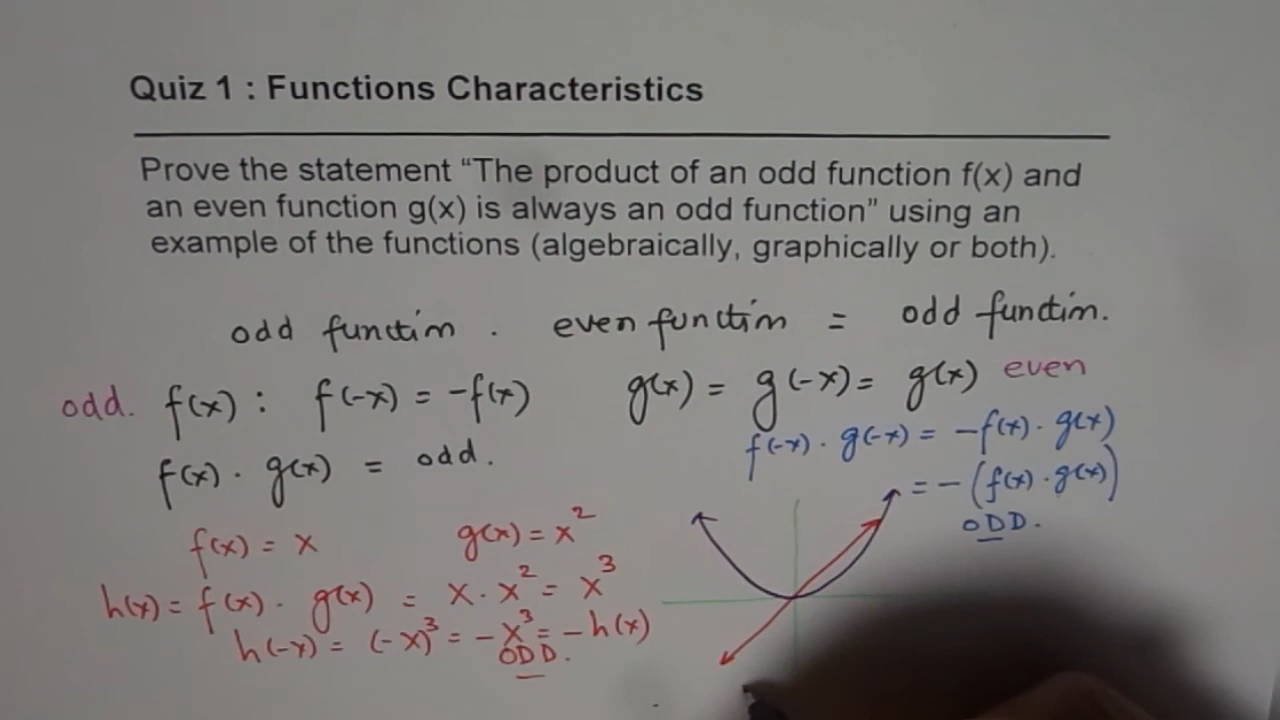 Quiz 1 : Functions Characteristics
Prove the statement “The product of an odd function f(x) and
an even function g(x) is always an odd function” using an
example of the functions (algebraically, graphically or both).
odd function . even function = odd function.
odd. f(x) : f(-x) = -f(x) g(x) = g(-x) = g(x) even
f(-x) · g(-x) = -f(x) · g(x)
f(x) · g(x) = odd.
= -(f(x) · g(x))
ODD.
f(x) = x g(x) = x²
h(x) = f(x) · g(x) = x · x² = x³
h(-x) = (-x)³ = -x³ = -h(x)
ODD.